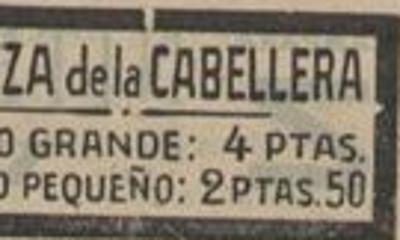 ZA de la CABELLERA
O GRANDE: 4 PTAS.
O PEQUEÑO: 2 PTAS. 50